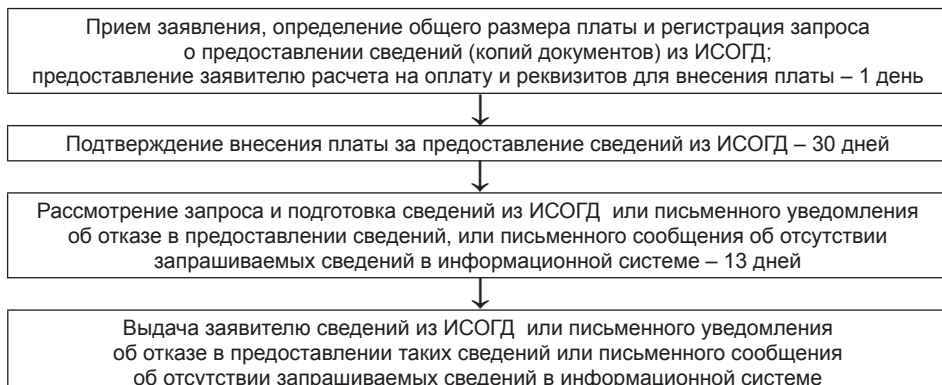 Прием заявления, определение общего размера платы и регистрация запроса
о предоставлении сведений (копий документов) из ИСОГД;
предоставление заявителю расчета на оплату и реквизитов для внесения платы – 1 день
Подтверждение внесения платы за предоставление сведений из ИСОГД – 30 дней
Рассмотрение запроса и подготовка сведений из ИСОГД или письменного уведомления
об отказе в предоставлении сведений, или письменного сообщения об отсутствии
запрашиваемых сведений в информационной системе – 13 дней
Выдача заявителю сведений из ИСОГД или письменного уведомления
об отказе в предоставлении таких сведений или письменного сообщения
об отсутствии запрашиваемых сведений в информационной системе